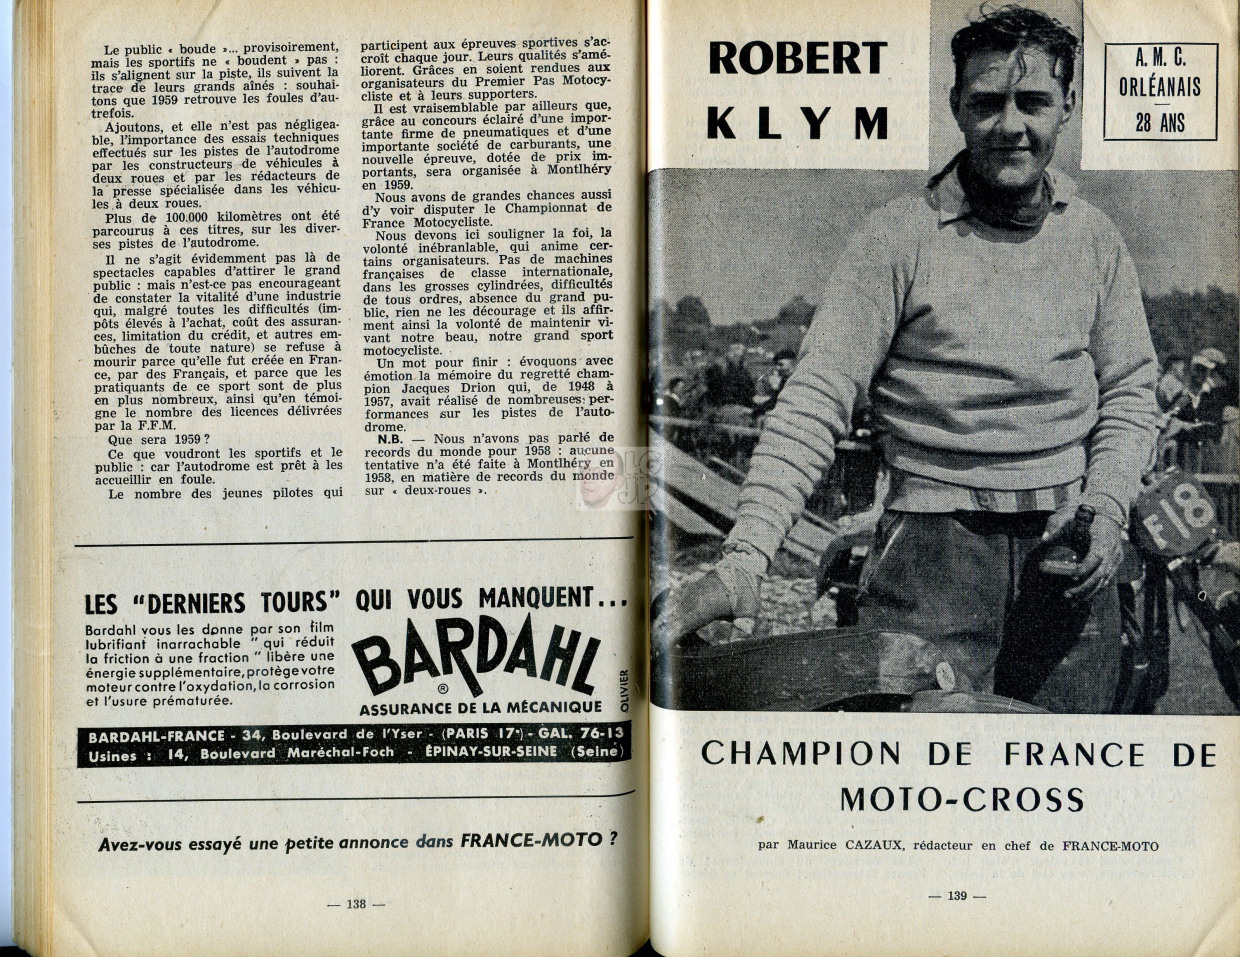 Le public « boude »... provisoirement,
mais les sportifs ne « boudent » pas :
ils s'alignent sur la piste, ils suivent la
trace de leurs grands aînés : souhai-
tons que 1959 retrouve les foules d'au-
trefois.
Ajoutons, et elle n'est pas négligea-
ble, l'importance des essais techniques
effectués sur les pistes de l'autodrome
par les constructeurs de véhicules à
deux roues et par les rédacteurs de
la presse spécialisée dans les véhicu-
les à deux roues.
Plus de 100.000 kilomètres ont été
parcourus à ces titres, sur les diver-
ses pistes de l'autodrome.
Il ne s'agit évidemment pas là de
spectacles capables d'attirer le grand
public : mais n'est-ce pas encourageant
de constater la vitalité d'une industrie
qui, malgré toutes les difficultés (im-
pôts élevés à l'achat, coût des assuran-
ces, limitation du crédit, et autres em-
bûches de toute nature) se refuse à
mourir parce qu'elle fut créée en Fran-
ce, par des Français, et parce que les
pratiquants de ce sport sont de plus
en plus nombreux, ainsi qu'en témoi-
gne le nombre des licences délivrées
par la F.F.M.
Que sera 1959 ?
Ce que voudront les sportifs et le
public : car l'autodrome est prêt à les
accueillir en foule.
Le nombre des jeunes pilotes qui
participent aux épreuves sportives s'ac-
croît chaque jour. Leurs qualités s'amé-
liorent. Grâces en soient rendues aux
organisateurs du Premier Pas Motocy-
cliste et à leurs supporters.
Il est vraisemblable par ailleurs que,
grâce au concours éclairé d'une impor-
tante firme de pneumatiques et d'une
importante société de carburants, une
nouvelle épreuve, dotée de prix im-
portants, sera organisée à Montlhéry
en 1959.
Nous avons de grandes chances aussi
d'y voir disputer le Championnat de
France Motocycliste.
Nous devons ici souligner la foi, la
volonté inébranlable, qui anime cer-
tains organisateurs. Pas de machines
françaises de classe internationale,
dans les grosses cylindrées, difficultés
de tous ordres, absence du grand pu-
blic, rien ne les décourage et ils affir-
ment ainsi la volonté de maintenir vi-
vant notre beau, notre grand sport
motocycliste.
Un mot pour finir : évoquons avec
émotion la mémoire du regretté cham-
pion Jacques Drion qui, de 1948 à
1957, avait réalisé de nombreuses per-
formances sur les pistes de l'auto-
drome.
N.B. — Nous n'avons pas parlé de
records du monde pour 1958 : aucune
tentative n'a été faite à Montlhéry en
1958, en matière de records du monde
sur « deux-roues ».
LG
JP
LES "DERNIERS TOURS" QUI VOUS MANQUENT...
Bardahl vous les donne par son film
lubrifiant inarrachable " qui réduit
la friction à une fraction " libère une
énergie supplémentaire, protège votre
moteur contre l'oxydation, la corrosion
et l'usure prématurée.
BARDAHL
®
OLIVIER
ASSURANCE DE LA MÉCANIQUE
BARDAHL-FRANCE - 34, Boulevard de l'Yser - (PARIS 17e) - GAL. 76-13
Usines : 14, Boulevard Maréchal-Foch - ÉPINAY-SUR-SEINE (Seine)
Avez-vous essayé une petite annonce dans FRANCE-MOTO ?
— 138 —
ROBERT
KLYM
A. M. C.
ORLÉANAIS
—
28 ANS
F 18
CHAMPION DE FRANCE DE
MOTO-CROSS
par Maurice CAZAUX, rédacteur en chef de FRANCE-MOTO
— 139 —